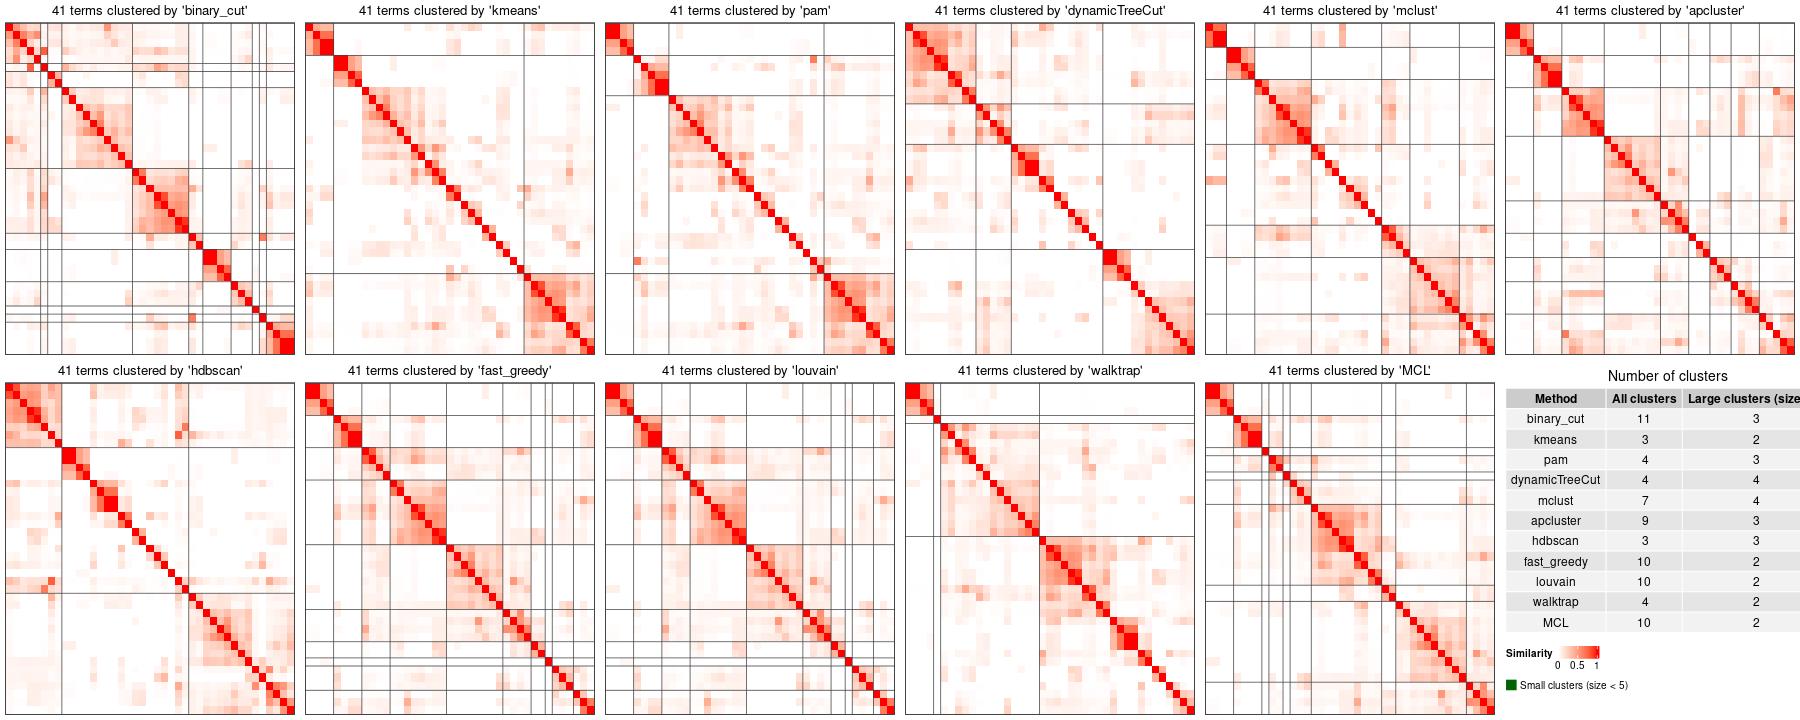 41 terms clustered by 'binary_cut'
41 terms clustered by 'kmeans'
41 terms clustered by 'pam'
41 terms clustered by 'dynamicTreeCut'
41 terms clustered by 'mclust'
41 terms clustered by 'apcluster'
41 terms clustered by 'hdbscan'
41 terms clustered by 'fast_greedy'
41 terms clustered by 'louvain'
41 terms clustered by 'walktrap'
41 terms clustered by 'MCL'
Number of clusters
Method All clusters Large clusters (size
binary_cut 11 3
kmeans 3 2
pam 4 3
dynamicTreeCut 4 4
mclust 7 4
apcluster 9 3
hdbscan 3 3
fast_greedy 10 2
louvain 10 2
walktrap 4 2
MCL 10 2
Similarity
0 0.5 1
Small clusters (size < 5)